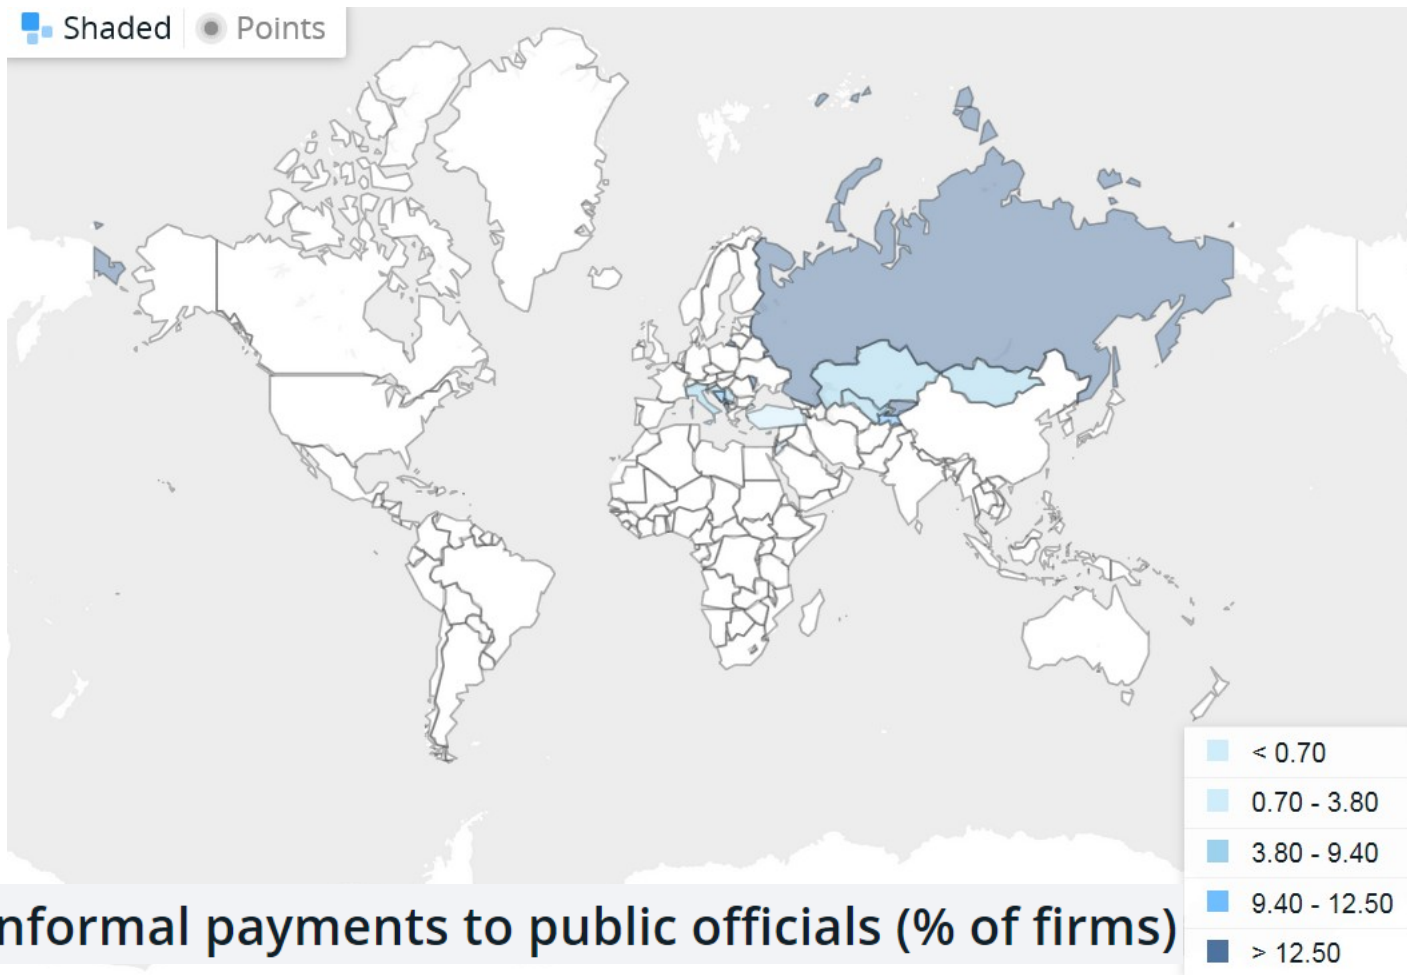 Shaded
Points
< 0.70
0.70 - 3.80
3.80 - 9.40
9.40 - 12.50
> 12.50
nformal payments to public officials (% of firms)